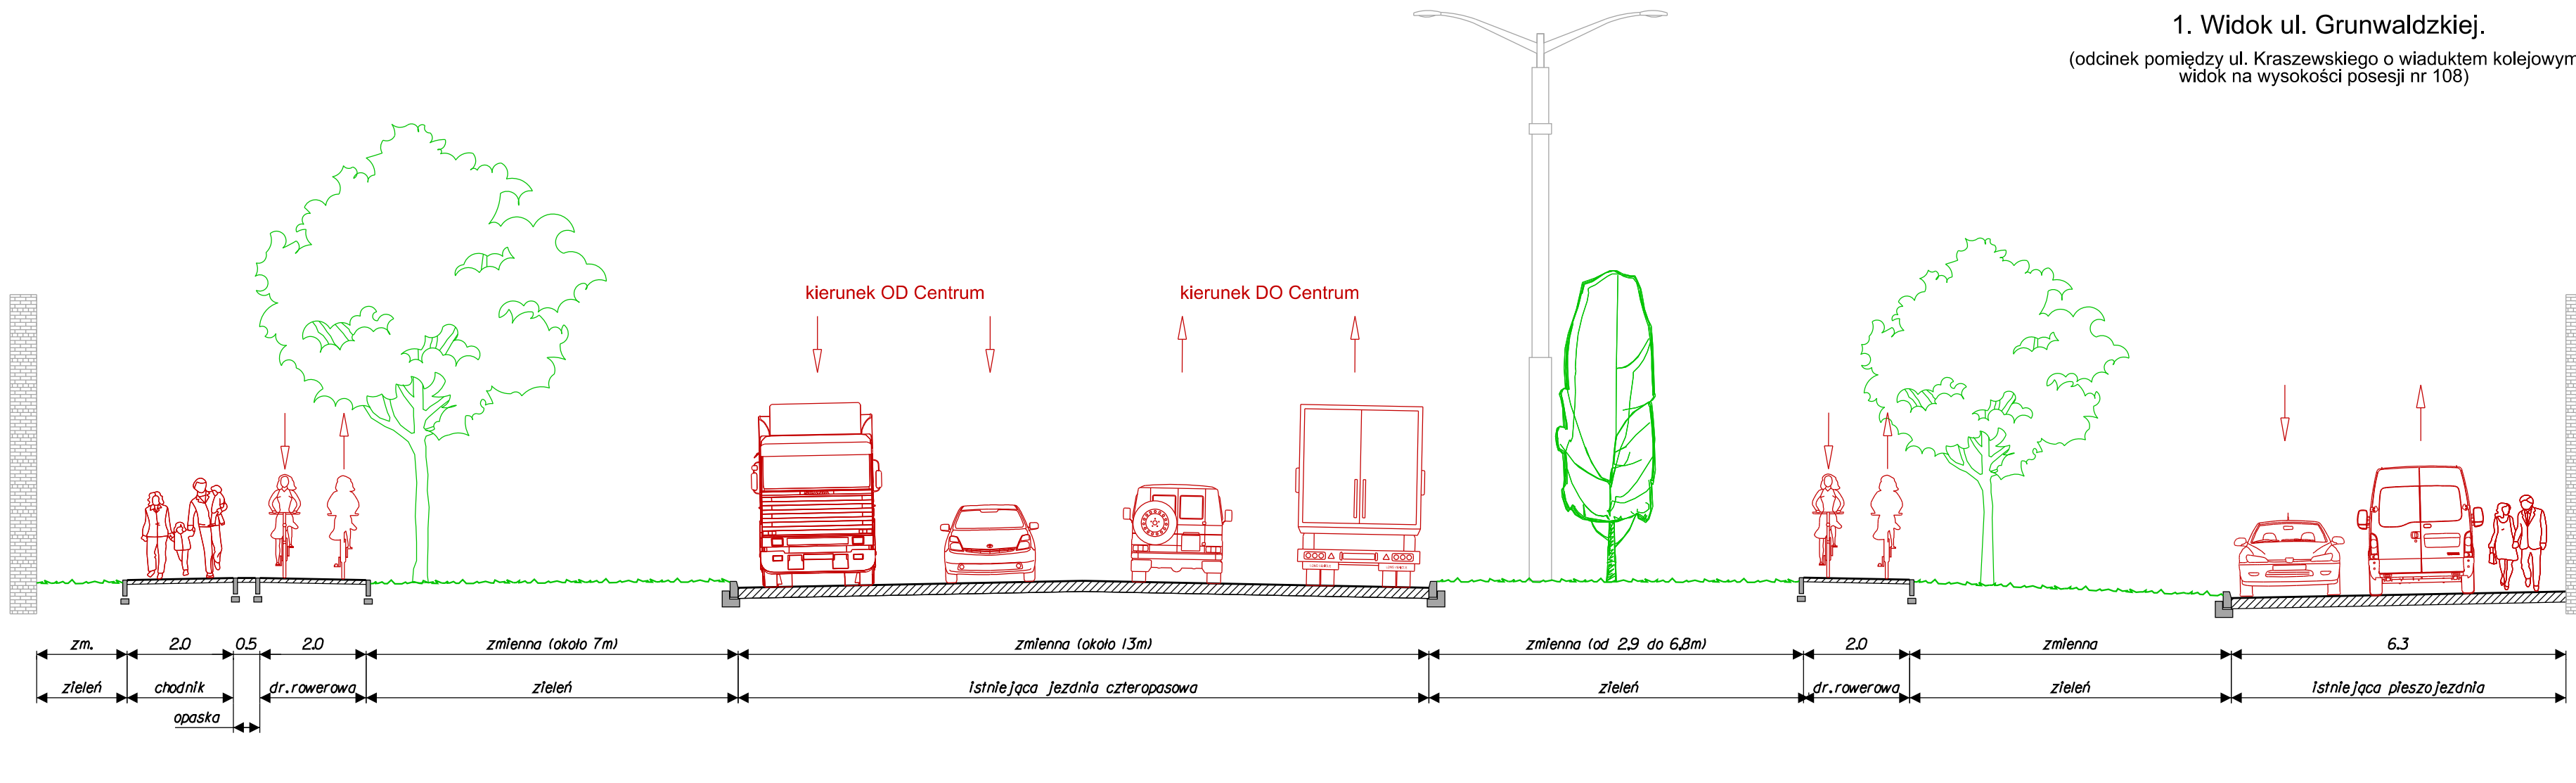 1. Widok ul. Grunwaldzkiej.
(odcinek pomiędzy ul. Kraszewskiego o wiaduktem kolejowym
widok na wysokości posesji nr 108)
kierunek OD Centrum kierunek DO Centrum
zm. 2.0 0.5 2.0 zmienna (około 7m) zmienna (około 13m) zmienna (od 2,9 do 6,8m) 2.0 zmienna 6.3
zieleń chodnik dr.rowerowa zieleń istniejąca jezdnia czteropasowa zieleń dr.rowerowa zieleń istniejąca pieszojezdnia
opaska